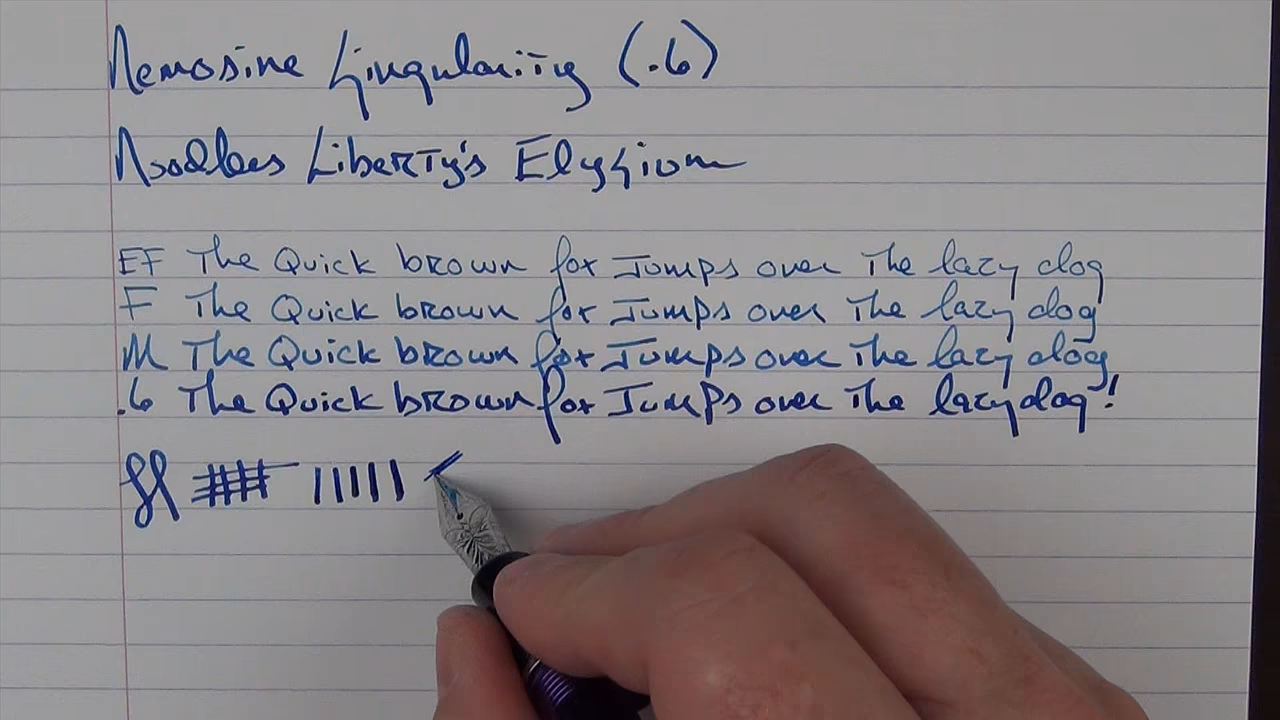 Nemosine Singularity (.6)
Noodlers Liberty's Elysium
EF The Quick brown fox Jumps over The lazy dog
F The Quick brown fox Jumps over The lazy dog
M The Quick brown fox Jumps over The lazy dog
.6 The Quick brown fox Jumps over The lazy dog!